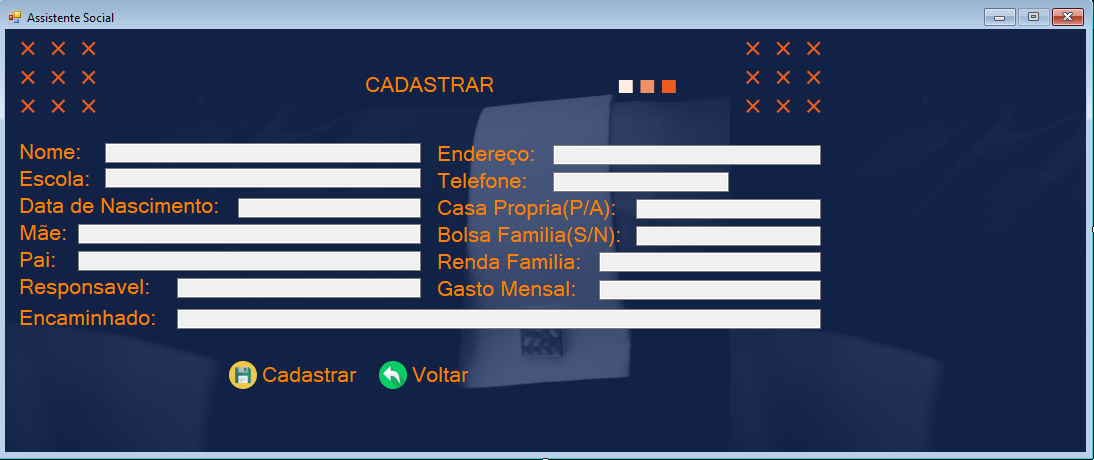 Assistente Social
CADASTRAR
Nome:
Escola:
Data de Nascimento:
Mãe:
Pai:
Responsavel:
Encaminhado:
Endereço:
Telefone:
Casa Propria(P/A):
Bolsa Familia(S/N):
Renda Familia:
Gasto Mensal:
Cadastrar
Voltar